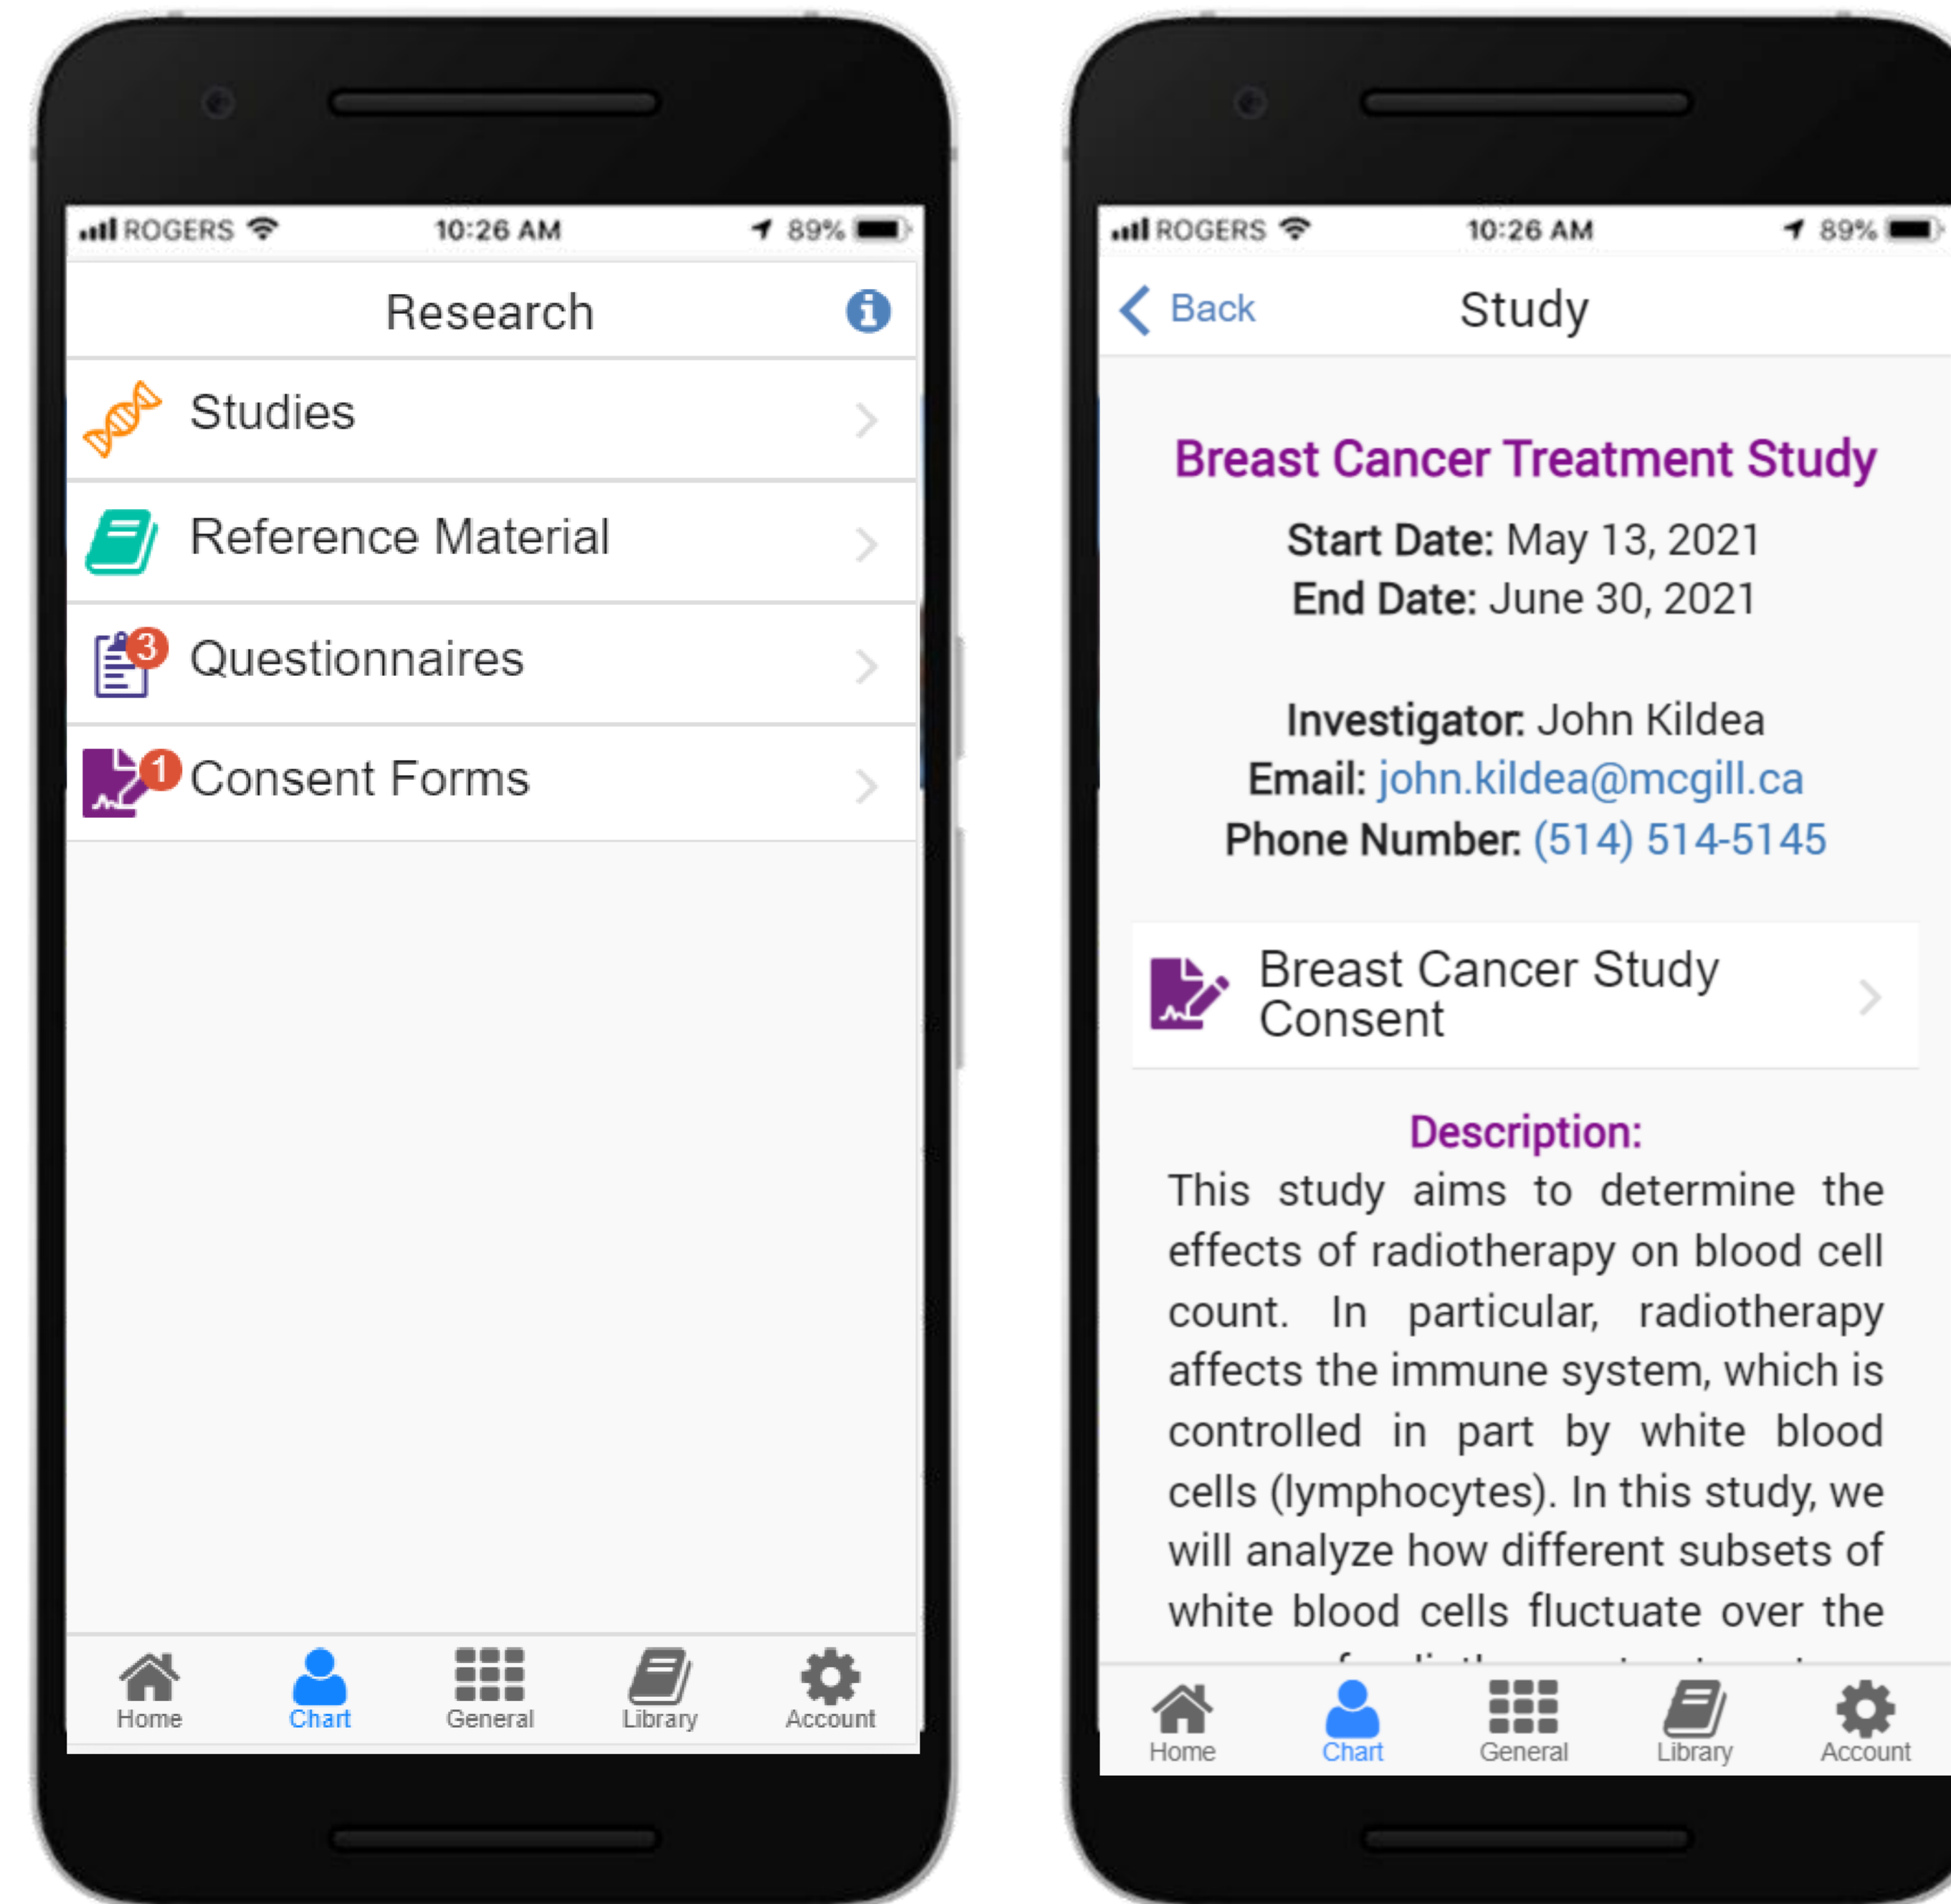 ROGERS 10:26 AM 89%
Research
Studies
Reference Material
3
Questionnaires
1
Consent Forms
Home Chart General Library Account
ROGERS 10:26 AM 89%
Back Study
Breast Cancer Treatment Study
Start Date: May 13, 2021
End Date: June 30, 2021
Investigator: John Kildea
Email: john.kildea@mcgill.ca
Phone Number: (514) 514-5145
Breast Cancer Study
Consent
Description:
This study aims to determine the
effects of radiotherapy on blood cell
count. In particular, radiotherapy
affects the immune system, which is
controlled in part by white blood
cells (lymphocytes). In this study, we
will analyze how different subsets of
white blood cells fluctuate over the
Home Chart General Library Account